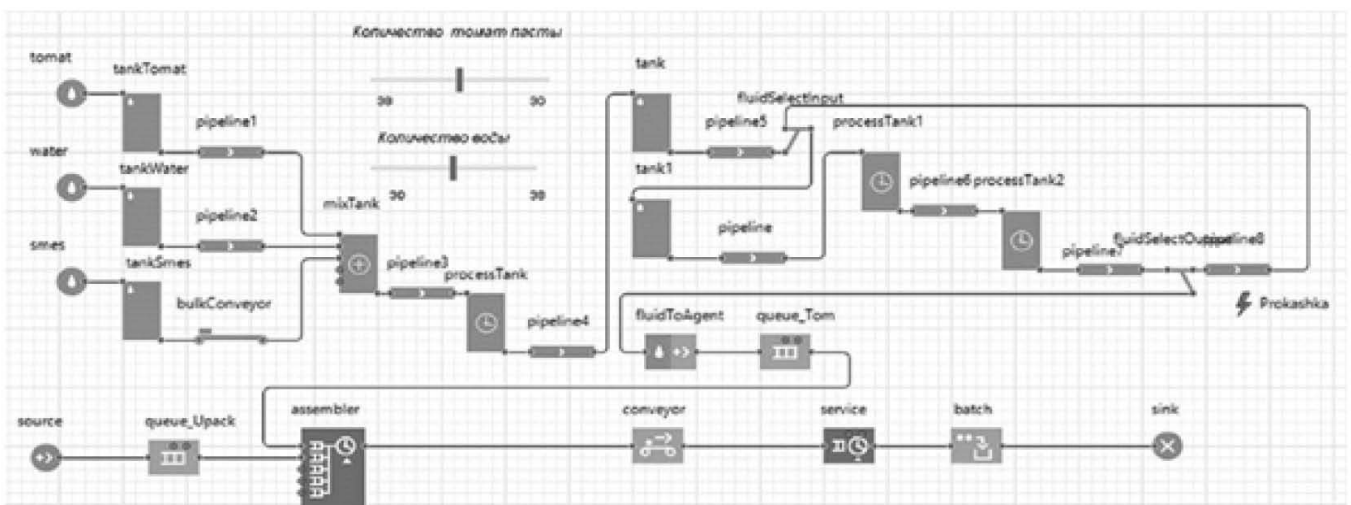 Количество томат пасты
tomat
tankTomat
tank
fluidSelectInput
pipeline1
pipeline5
processTank1
Количество воды
water
tankWater
tank1
pipeline6
processTank2
pipeline2
mixTank
pipeline
smes
tankSmes
pipeline3
processTank
pipeline7
fluidSelectOutput
pipeline8
bulkConveyor
Prokashka
pipeline4
fluidToAgent
queue_Tom
source
queue_Upack
assembler
conveyor
service
batch
sink